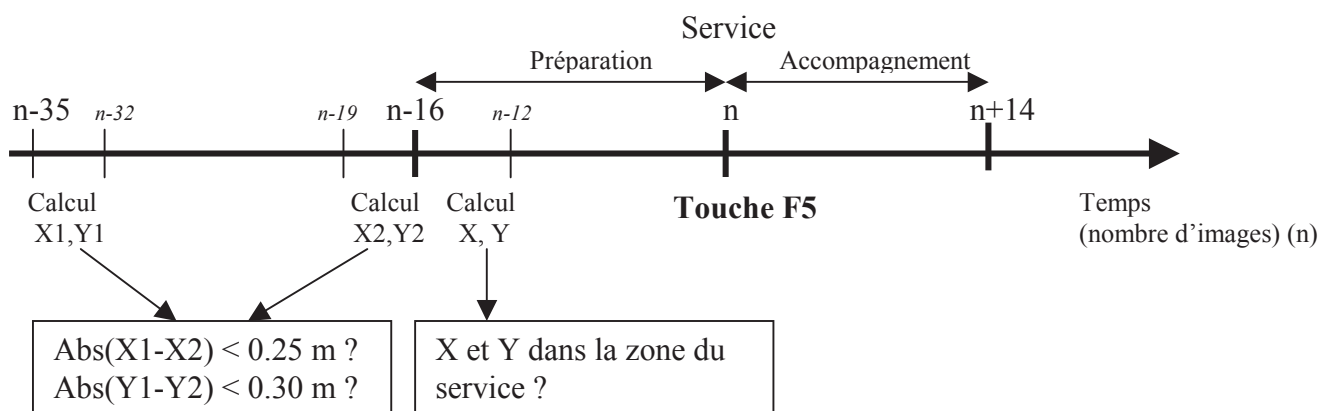 Service
Préparation Accompagnement
n-35 n-32 n-19 n-16 n-12 n n+14
Calcul Calcul Calcul Touche F5 Temps
X1,Y1 X2,Y2 X, Y (nombre d’images) (n)
Abs(X1-X2) < 0.25 m ?
Abs(Y1-Y2) < 0.30 m ?
X et Y dans la zone du
service ?